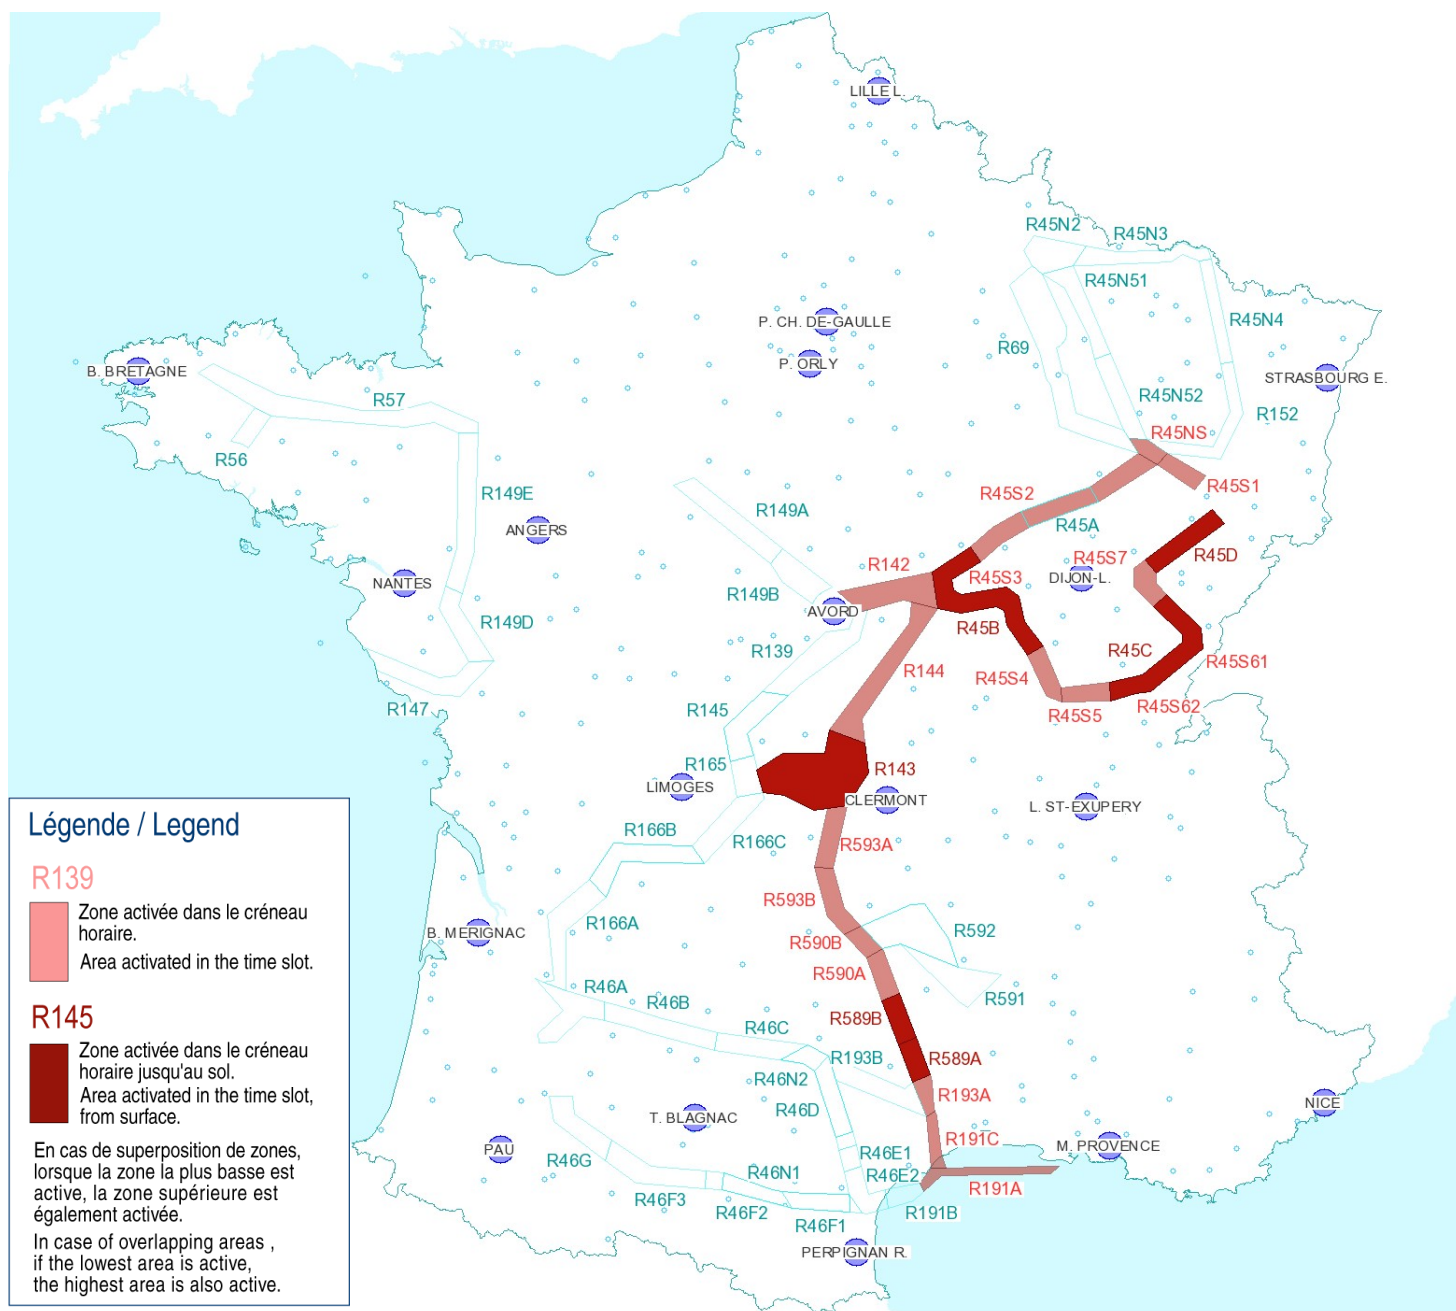 LILLE L.
R45N2
R45N3
R45N51
P. CH. DE-GAULLE
R45N4
R69
P. ORLY
B. BRETAGNE
STRASBOURG E.
R57
R45N52
R152
R45NS
R56
R45S1
R149E
R45S2
R149A
R45A
ANGERS
R45S7
R45D
R142
R45S3
DIJON-L.
NANTES
R149B
AVORD
R149D
R45B
R139
R45C
R45S61
R144
R45S4
R147
R145
R45S5
R45S62
R165
R143
LIMOGES
CLERMONT
L. ST-EXUPERY
R166B
R166C
R593A
R593B
R166A
B. MERIGNAC
R590B
R592
R590A
R46A
R46B
R591
R589B
R46C
R193B
R589A
R46N2
R193A
R46D
NICE
T. BLAGNAC
R191C
M. PROVENCE
PAU
R46G
R46E1
R46N1
R46E2
R191A
R46F3
R46F2
R191B
R46F1
PERPIGNAN R.
Légende / Legend
R139
Zone activée dans le créneau
horaire.
Area activated in the time slot.
R145
Zone activée dans le créneau
horaire jusqu'au sol.
Area activated in the time slot,
from surface.
En cas de superposition de zones,
lorsque la zone la plus basse est
active, la zone supérieure est
également activée.
In case of overlapping areas ,
if the lowest area is active,
the highest area is also active.